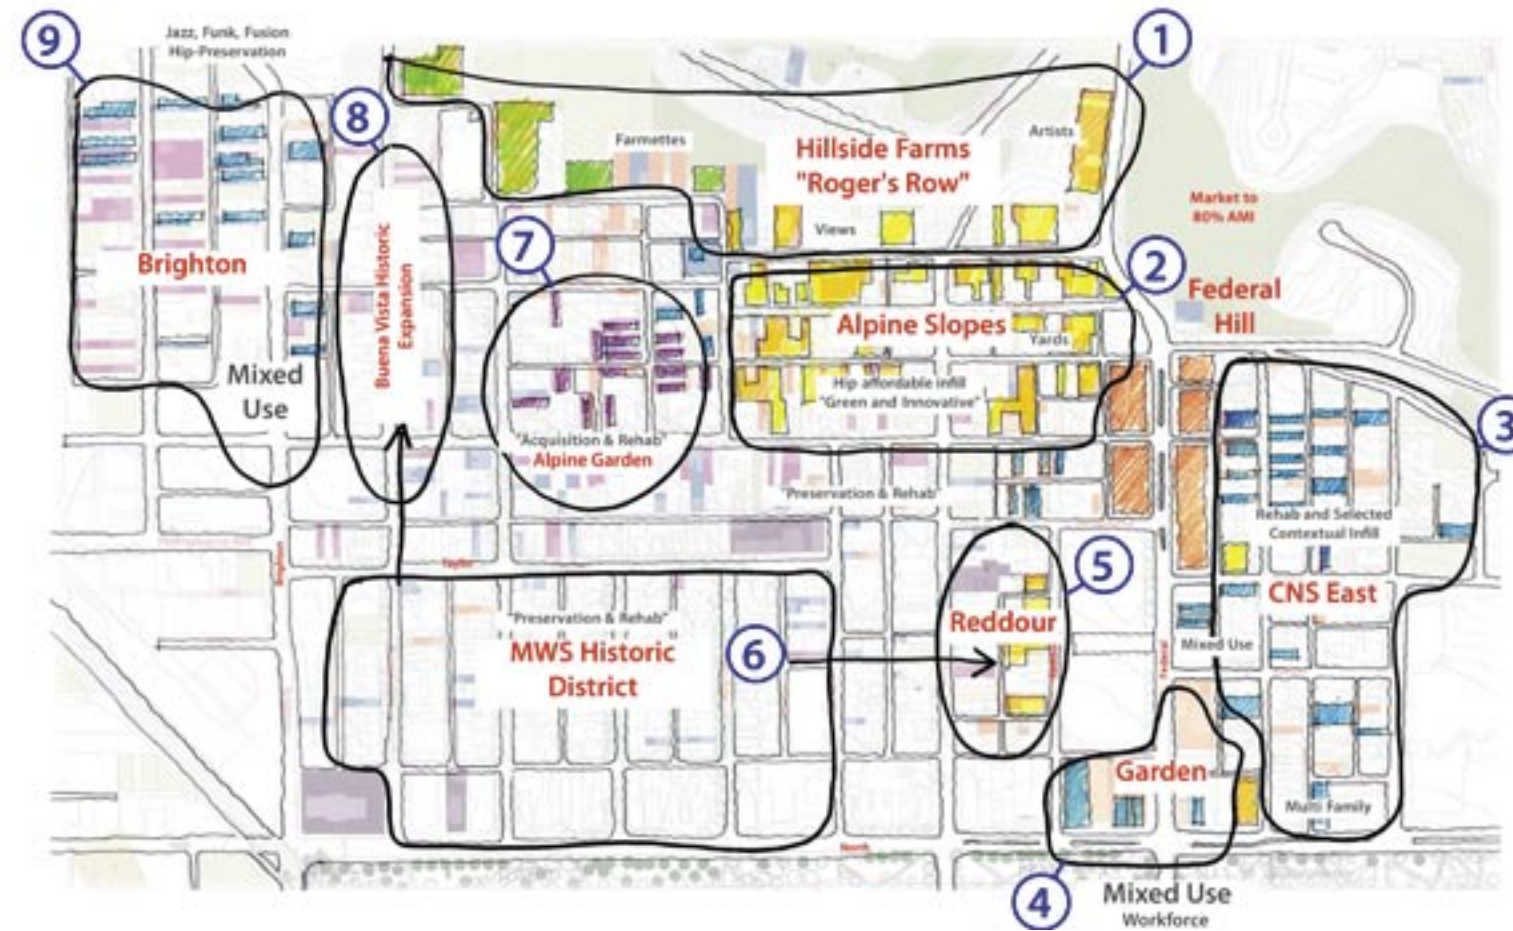 9
Jazz, Funk, Fusion
Hip-Preservation
1
8
Farmettes
Artists
Hillside Farms
"Roger's Row"
Market to
80% AMI
Views
7
2
Brighton
Buena Vista Historic
Expansion
Federal
Hill
Alpine Slopes
Yards
Mixed
Use
Hip affordable infill
"Green and Innovative"
3
"Acquisition & Rehab"
Alpine Garden
"Preservation & Rehab"
Rehab and Selected
Contextual Infill
Brighton
Taylor
5
CNS East
"Preservation & Rehab"
Reddour
MWS Historic
District
6
Mixed Use
Federal
Garden
Multi Family
North
4
Mixed Use
Workforce